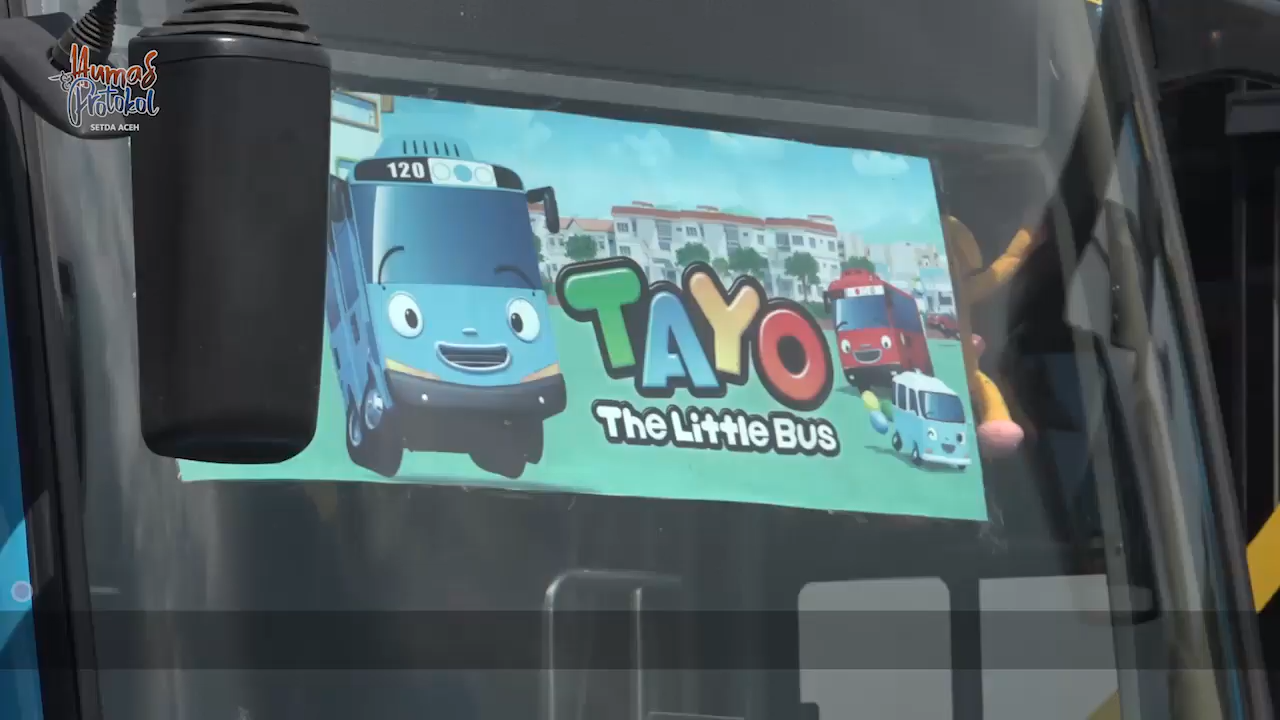 Humas
Protokol
SETDA ACEH
120
TAYO
The Little Bus